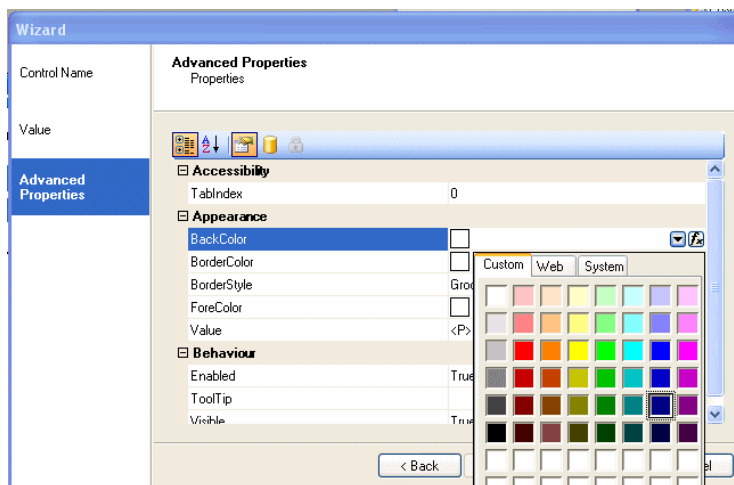 Wizard
Control Name
Value
Advanced
Properties
Advanced Properties
Properties
Accessibility
TabIndex 0
Appearance
BackColor
BorderColor
BorderStyle
ForeColor
Value <P>
Behaviour
Enabled True
ToolTip
Visible True
Custom Web System
< Back